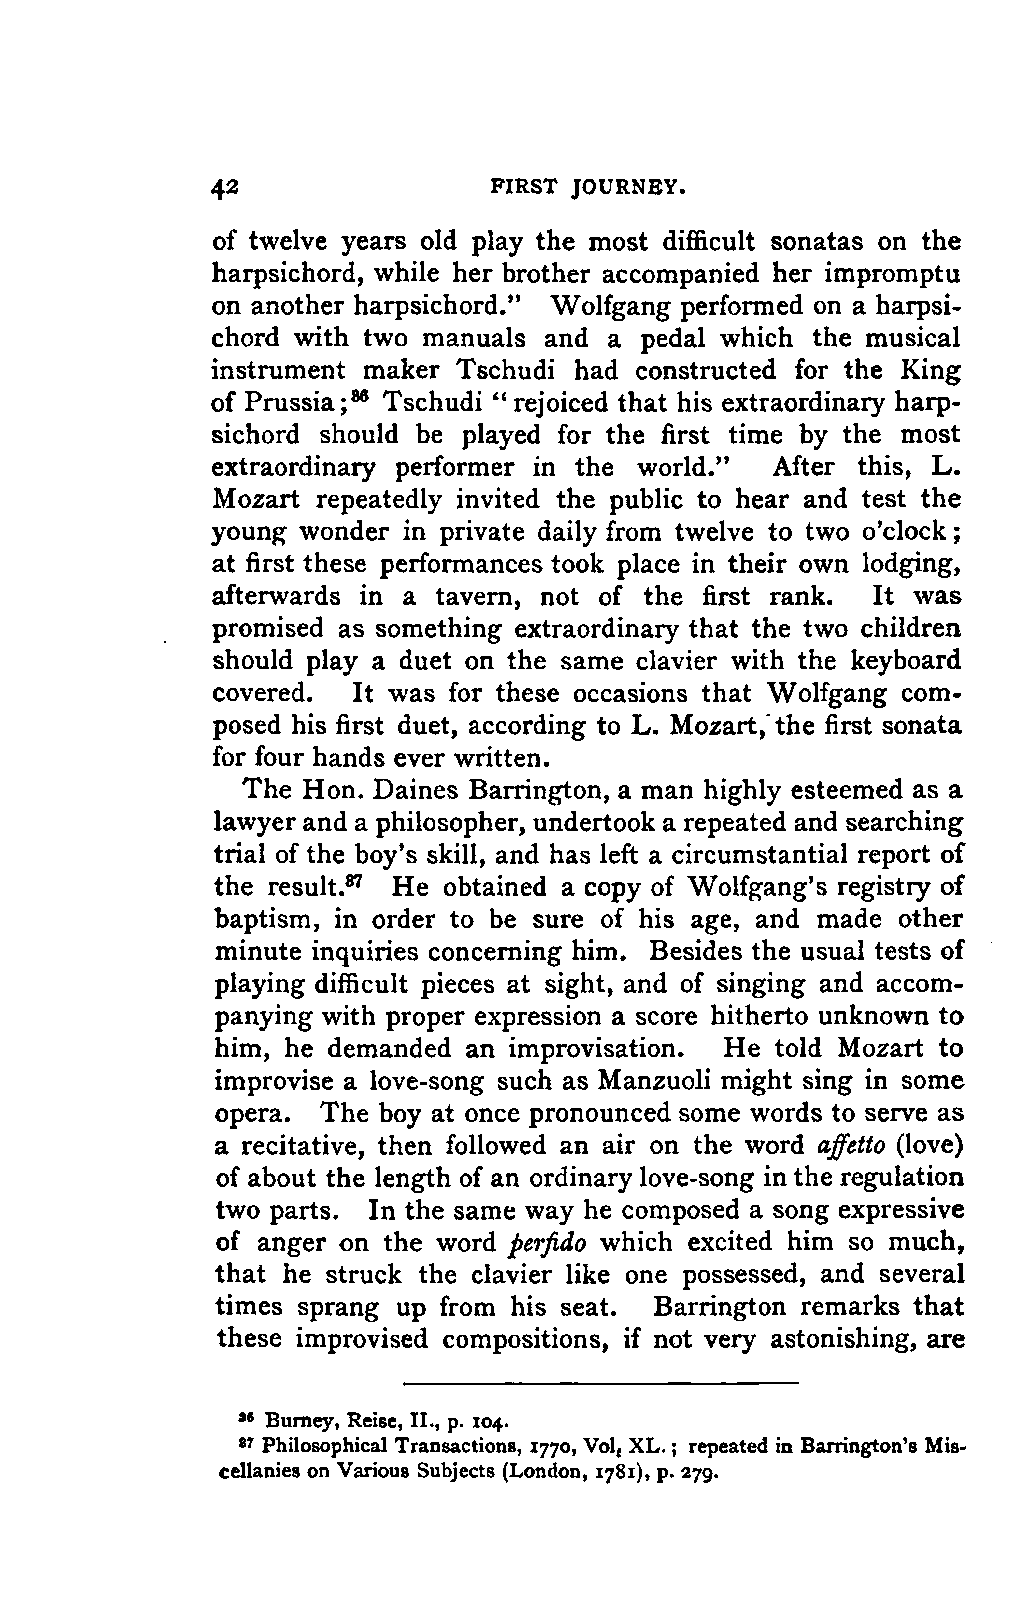 42 FIRST JOURNEY.
of twelve years old play the most difficult sonatas on the
harpsichord, while her brother accompanied her impromptu
on another harpsichord.” Wolfgang performed on a harpsi-
chord with two manuals and a pedal which the musical
instrument maker Tschudi had constructed for the King
of Prussia;³⁶ Tschudi “rejoiced that his extraordinary harp-
sichord should be played for the first time by the most
extraordinary performer in the world.” After this, L.
Mozart repeatedly invited the public to hear and test the
young wonder in private daily from twelve to two o'clock;
at first these performances took place in their own lodging,
afterwards in a tavern, not of the first rank. It was
promised as something extraordinary that the two children
should play a duet on the same clavier with the keyboard
covered. It was for these occasions that Wolfgang com-
posed his first duet, according to L. Mozart, the first sonata
for four hands ever written.
The Hon. Daines Barrington, a man highly esteemed as a
lawyer and a philosopher, undertook a repeated and searching
trial of the boy's skill, and has left a circumstantial report of
the result.³⁷ He obtained a copy of Wolfgang's registry of
baptism, in order to be sure of his age, and made other
minute inquiries concerning him. Besides the usual tests of
playing difficult pieces at sight, and of singing and accom-
panying with proper expression a score hitherto unknown to
him, he demanded an improvisation. He told Mozart to
improvise a love-song such as Manzuoli might sing in some
opera. The boy at once pronounced some words to serve as
a recitative, then followed an air on the word affetto (love)
of about the length of an ordinary love-song in the regulation
two parts. In the same way he composed a song expressive
of anger on the word perfido which excited him so much,
that he struck the clavier like one possessed, and several
times sprang up from his seat. Barrington remarks that
these improvised compositions, if not very astonishing, are
³⁶ Burney, Reise, II., p. 104.
³⁷ Philosophical Transactions, 1770, Vol, XL.; repeated in Barrington's Mis-
cellanies on Various Subjects (London, 1781), p. 279.